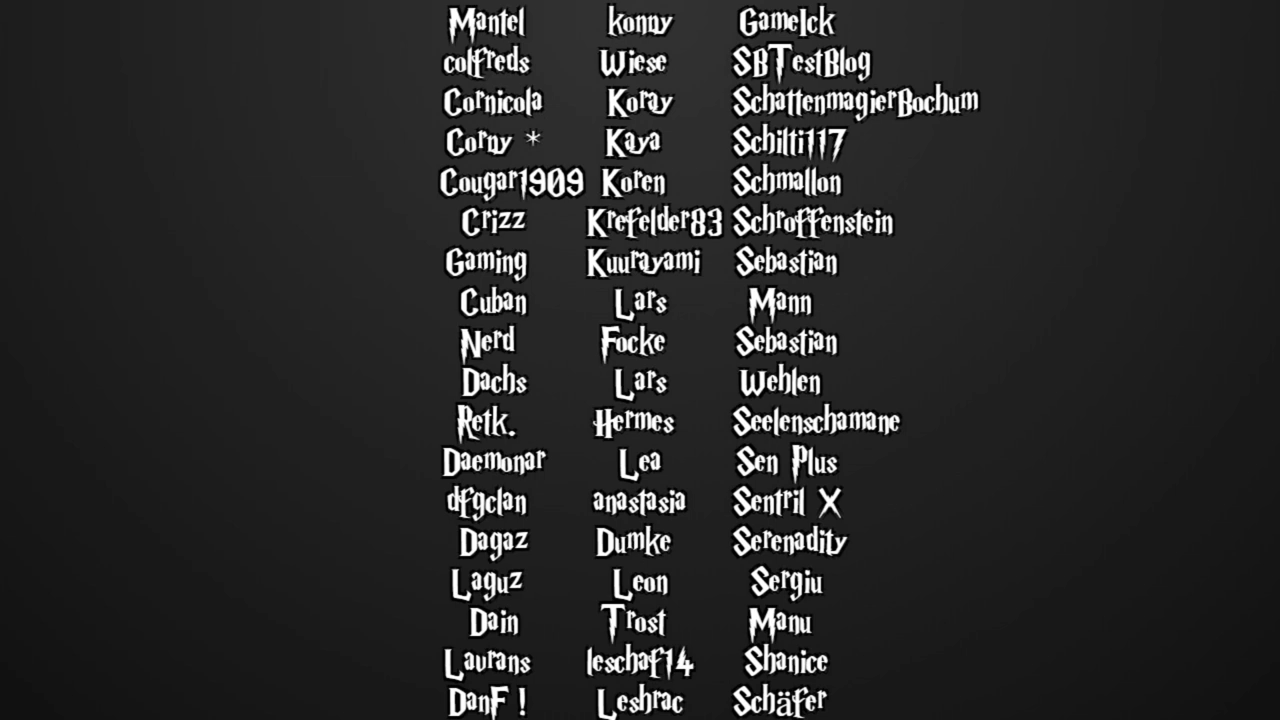 Mantel konny GameIck
colfreds Wiese SBTestBlog
Cornicola Koray SchattenmagierBochum
Corny * Kaya Schilti117
Cougar1909 Koren Schmallon
Crizz Krefelder83 Schroffenstein
Gaming Kuurayami Sebastian
Cuban Lars Mann
Nerd Focke Sebastian
Dachs Lars Wehlen
Retk. Hermes Seelenschamane
Daemonar Lea Sen Plus
dfgclan anastasia Sentril X
Dagaz Dumke Serenadity
Laguz Leon Sergiu
Dain Trost Manu
Laurans leschaf14 Shanice
DanF ! Leshrac Schäfer